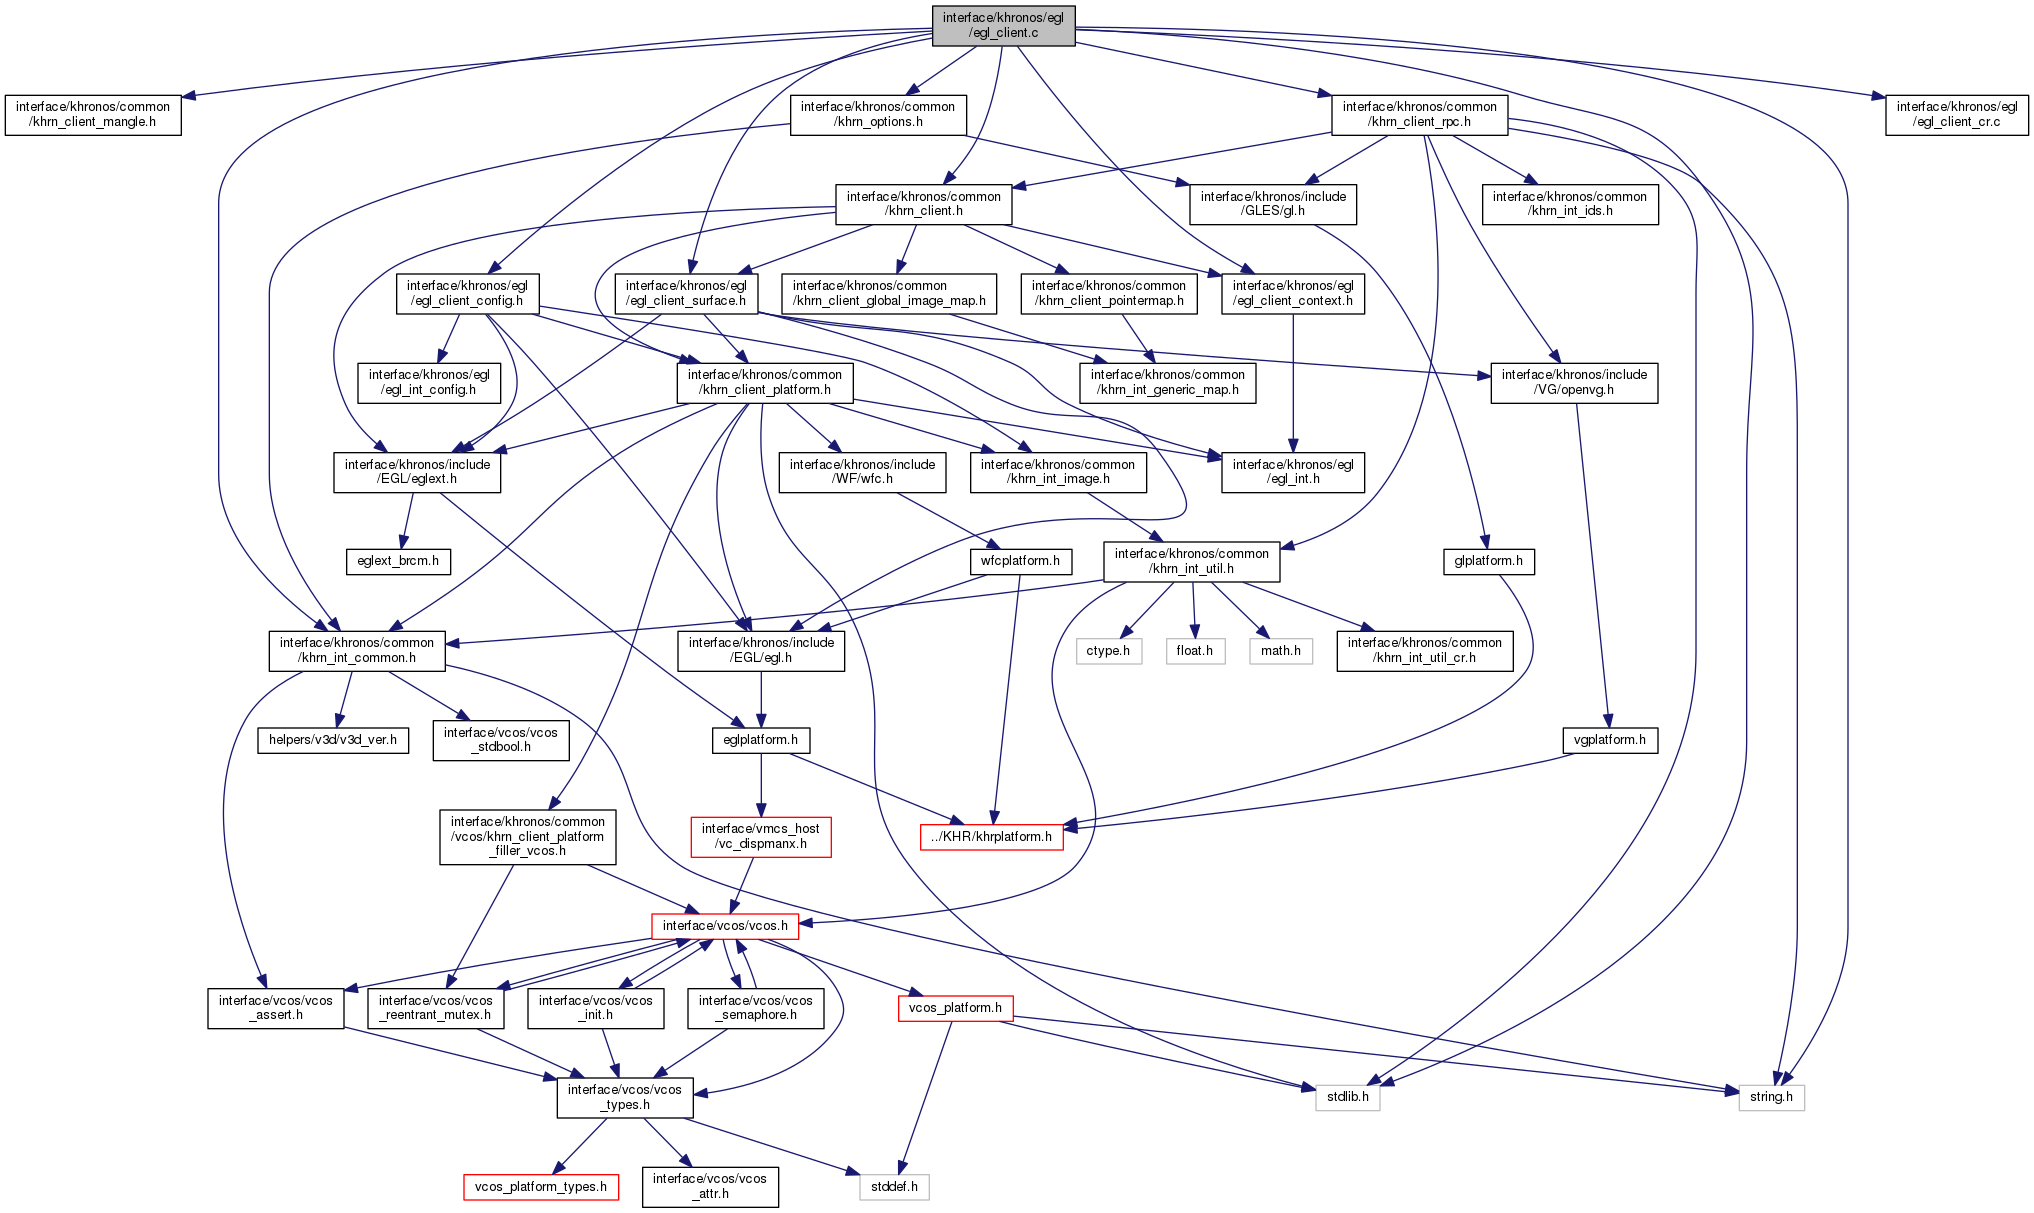 interface/khronos/egl
/egl_client.c
interface/khronos/common
/khrn_client_mangle.h
interface/khronos/common
/khrn_options.h
interface/khronos/common
/khrn_client_rpc.h
interface/khronos/egl
/egl_client_cr.c
interface/khronos/common
/khrn_client.h
interface/khronos/include
/GLES/gl.h
interface/khronos/common
/khrn_int_ids.h
interface/khronos/egl
/egl_client_config.h
interface/khronos/egl
/egl_client_surface.h
interface/khronos/common
/khrn_client_global_image_map.h
interface/khronos/common
/khrn_client_pointermap.h
interface/khronos/egl
/egl_client_context.h
interface/khronos/egl
/egl_int_config.h
interface/khronos/common
/khrn_client_platform.h
interface/khronos/common
/khrn_int_generic_map.h
interface/khronos/include
/VG/openvg.h
interface/khronos/include
/EGL/eglext.h
interface/khronos/include
/WF/wfc.h
interface/khronos/common
/khrn_int_image.h
interface/khronos/egl
/egl_int.h
eglext_brcm.h
wfcplatform.h
interface/khronos/common
/khrn_int_util.h
glplatform.h
interface/khronos/common
/khrn_int_common.h
interface/khronos/include
/EGL/egl.h
ctype.h
float.h
math.h
interface/khronos/common
/khrn_int_util_cr.h
helpers/v3d/v3d_ver.h
interface/vcos/vcos
_stdbool.h
eglplatform.h
vgplatform.h
interface/khronos/common
/vcos/khrn_client_platform
_filler_vcos.h
interface/vmcs_host
/vc_dispmanx.h
../KHR/khrplatform.h
interface/vcos/vcos.h
interface/vcos/vcos
_assert.h
interface/vcos/vcos
_reentrant_mutex.h
interface/vcos/vcos
_init.h
interface/vcos/vcos
_semaphore.h
vcos_platform.h
interface/vcos/vcos
_types.h
stdlib.h
string.h
vcos_platform_types.h
interface/vcos/vcos
_attr.h
stddef.h